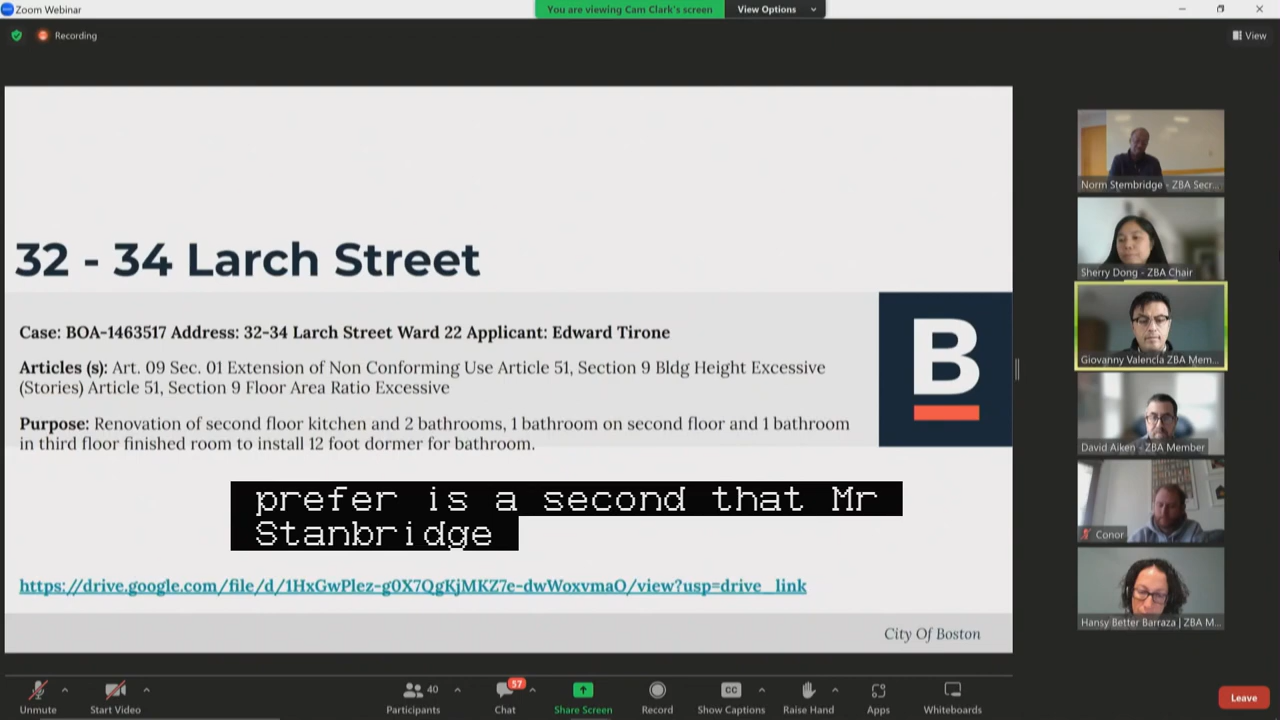 Zoom Webinar
You are viewing Cam Clark's screen
View Options
Recording
View
32 - 34 Larch Street
Case: BOA-1463517 Address: 32-34 Larch Street Ward 22 Applicant: Edward Tirone
Articles (s): Art. 09 Sec. 01 Extension of Non Conforming Use Article 51, Section 9 Bldg Height Excessive
(Stories) Article 51, Section 9 Floor Area Ratio Excessive
Purpose: Renovation of second floor kitchen and 2 bathrooms, 1 bathroom on second floor and 1 bathroom
in third floor finished room to install 12 foot dormer for bathroom.
B
prefer is a second that Mr
Stanbridge
https://drive.google.com/file/d/1HxGwPlez-g0X7QgKjMKZ7e-dwWoxvmaO/view?usp=drive_link
City Of Boston
Norm Stembridge - ZBA Secr...
Sherry Dong - ZBA Chair
Giovanny Valencia ZBA Mem...
David Aiken - ZBA Member
Conor
Hansy Better Barraza | ZBA M...
Unmute
Start Video
Participants
40
Chat
57
Share Screen
Record
CC
Show Captions
Raise Hand
Apps
Whiteboards
Leave